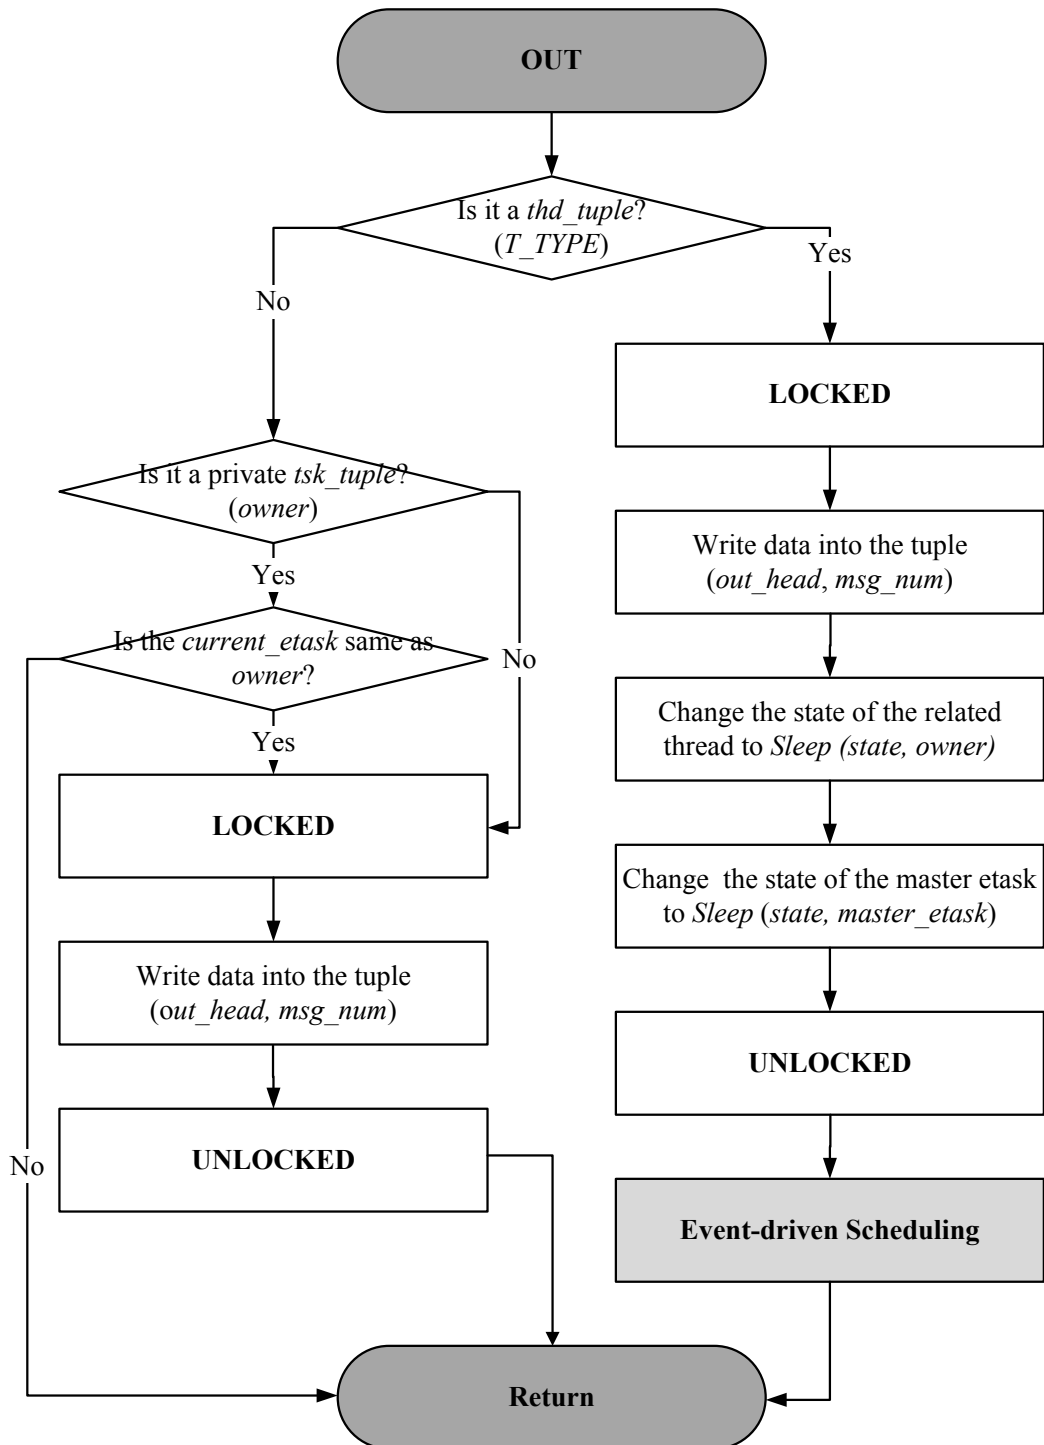 OUT
Is it a thd_tuple?
(T_TYPE)
Yes
No
LOCKED
Is it a private tsk_tuple?
(owner)
Write data into the tuple
(out_head, msg_num)
Yes
Is the current_etask same as
owner?
No
Change the state of the related
thread to Sleep (state, owner)
Yes
LOCKED
Change  the state of the master etask
to Sleep (state, master_etask)
Write data into the tuple
(out_head, msg_num)
UNLOCKED
UNLOCKED
No
Event-driven Scheduling
Return